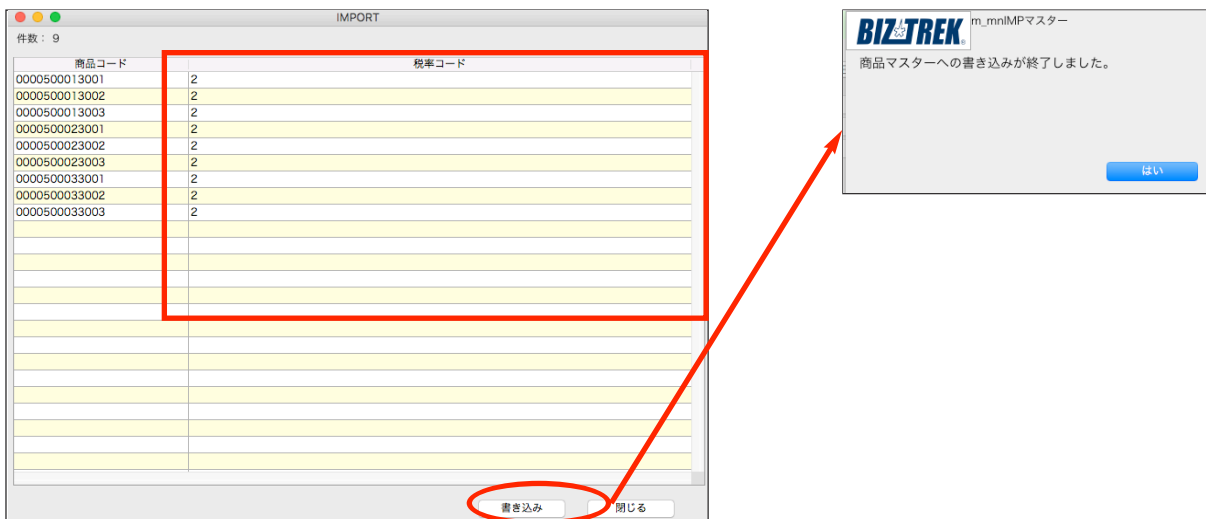 IMPORT
件数： 9
商品コード 税率コード
0000500013001 2
0000500013002 2
0000500013003 2
0000500023001 2
0000500023002 2
0000500023003 2
0000500033001 2
0000500033002 2
0000500033003 2
書き込み 閉じる
BIZ☆TREK® m_mnIMPマスター
商品マスターへの書き込みが終了しました。
はい